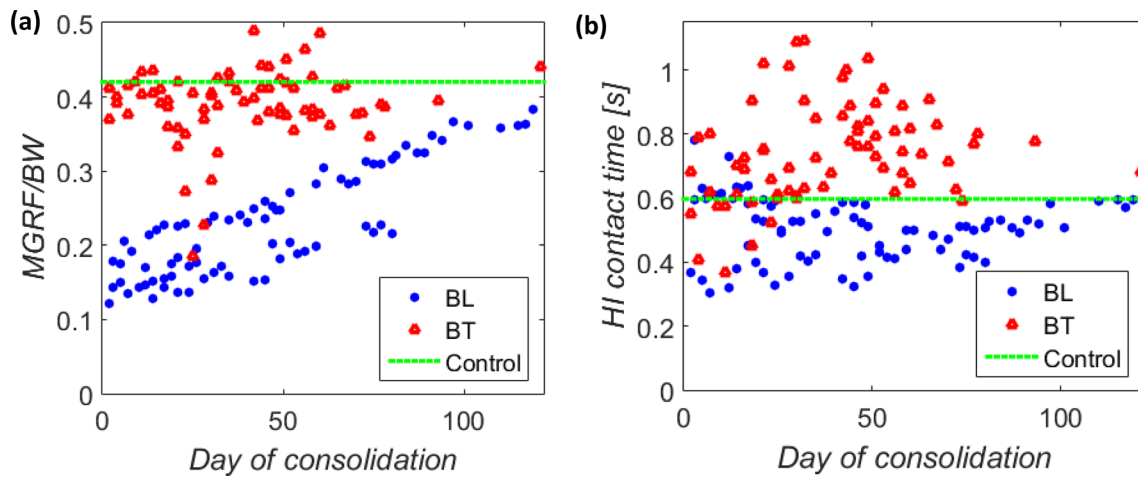 (a)
MGRF/BW
0.5
0.4
0.3
0.2
0.1
0
0
50
100
Day of consolidation
BL
BT
Control
(b)
HI contact time [s]
1
0.8
0.6
0.4
0.2
0
0
50
100
Day of consolidation
BL
BT
Control